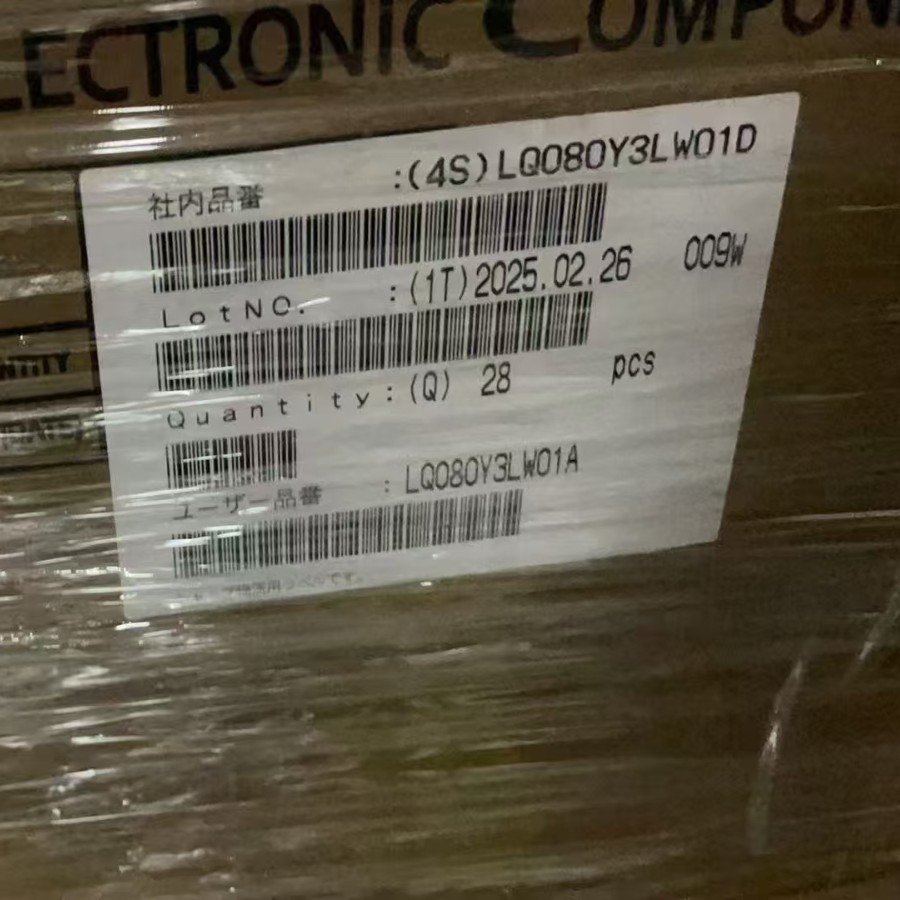 ELECTRONIC COMPON
社内品番 :(4S)LQ080Y3LW01D
LotNO. :(1T)2025.02.26 009W
Quantity:(Q) 28 pcs
ユーザー品番 : LQ080Y3LW01A